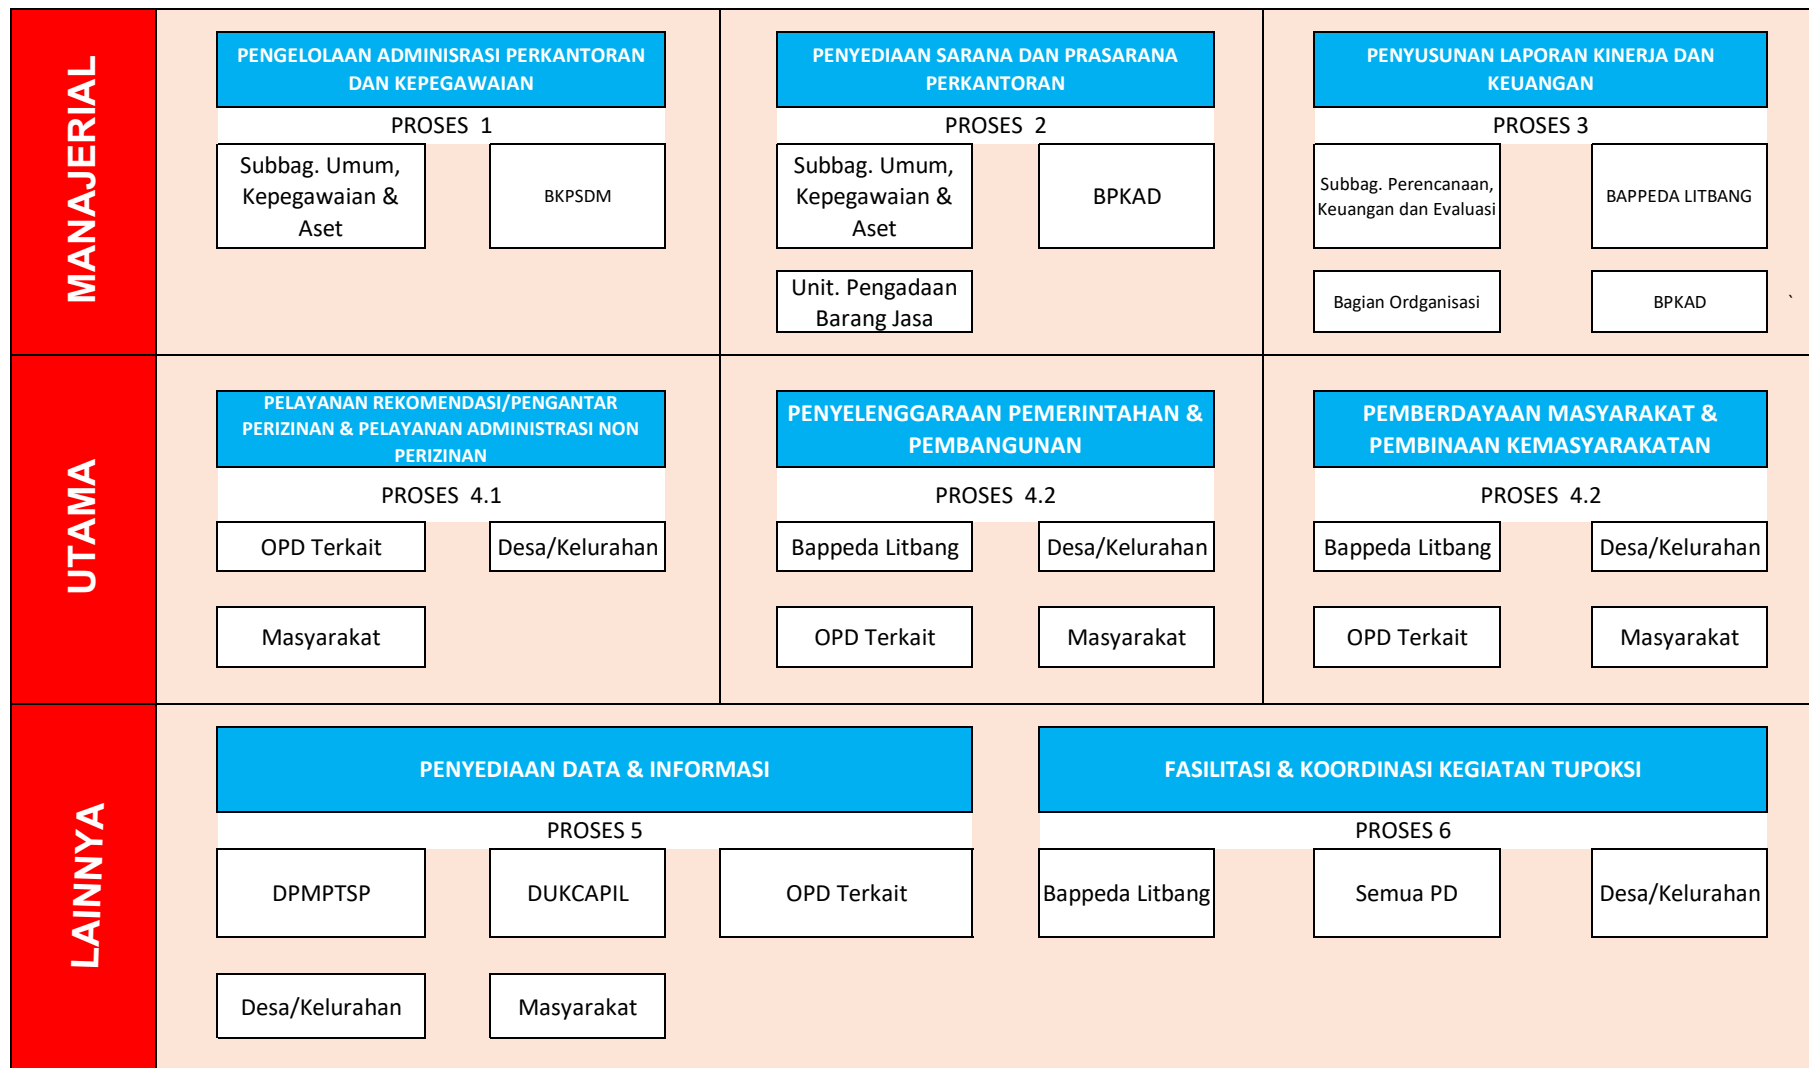 MANAJERIAL
PENGELOLAAN ADMINISRASI PERKANTORAN
DAN KEPEGAWAIAN
PROSES 1
Subbag. Umum,
Kepegawaian &
Aset
BKPSDM
PENYEDIAAN SARANA DAN PRASARANA
PERKANTORAN
PROSES 2
Subbag. Umum,
Kepegawaian &
Aset
BPKAD
Unit. Pengadaan
Barang Jasa
PENYUSUNAN LAPORAN KINERJA DAN
KEUANGAN
PROSES 3
Subbag. Perencanaan,
Keuangan dan Evaluasi
BAPPEDA LITBANG
Bagian Ordganisasi
BPKAD
`
UTAMA
PELAYANAN REKOMENDASI/PENGANTAR
PERIZINAN & PELAYANAN ADMINISTRASI NON
PERIZINAN
PROSES 4.1
OPD Terkait
Desa/Kelurahan
Masyarakat
PENYELENGGARAAN PEMERINTAHAN &
PEMBANGUNAN
PROSES 4.2
Bappeda Litbang
Desa/Kelurahan
OPD Terkait
Masyarakat
PEMBERDAYAAN MASYARAKAT &
PEMBINAAN KEMASYARAKATAN
PROSES 4.2
Bappeda Litbang
Desa/Kelurahan
OPD Terkait
Masyarakat
LAINNYA
PENYEDIAAN DATA & INFORMASI
PROSES 5
DPMPTSP
DUKCAPIL
OPD Terkait
Desa/Kelurahan
Masyarakat
FASILITASI & KOORDINASI KEGIATAN TUPOKSI
PROSES 6
Bappeda Litbang
Semua PD
Desa/Kelurahan